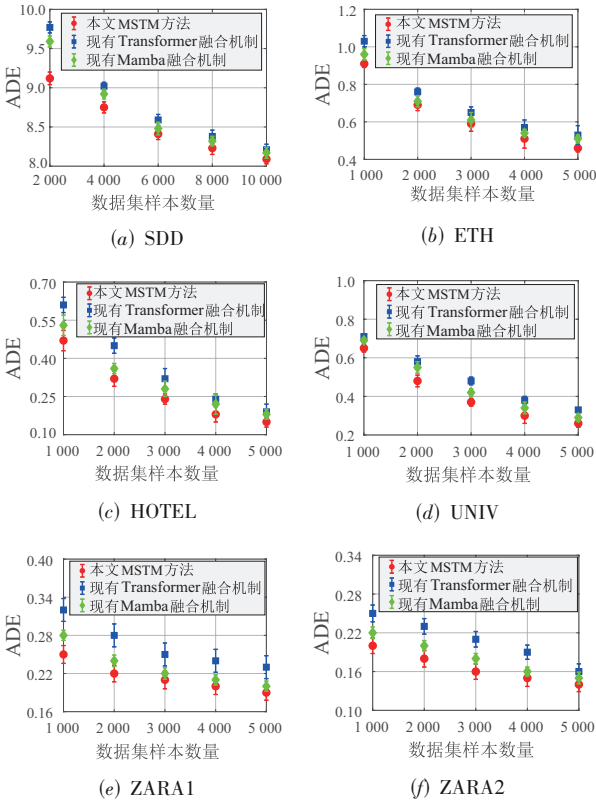 10.0
9.5
9.0
8.5
8.0
ADE
本文MSTM方法
现有Transformer融合机制
现有Mamba融合机制
2 000 4 000 6 000 8 000 10 000
数据集样本数量
(a) SDD
1.2
1.0
0.8
0.6
0.4
ADE
本文MSTM方法
现有Transformer融合机制
现有Mamba融合机制
1 000 2 000 3 000 4 000 5 000
数据集样本数量
(b) ETH
0.70
0.55
0.40
0.25
0.10
ADE
本文MSTM方法
现有Transformer融合机制
现有Mamba融合机制
1 000 2 000 3 000 4 000 5 000
数据集样本数量
(c) HOTEL
1.0
0.8
0.6
0.4
0.2
ADE
本文MSTM方法
现有Transformer融合机制
现有Mamba融合机制
1 000 2 000 3 000 4 000 5 000
数据集样本数量
(d) UNIV
0.40
0.34
0.28
0.22
0.16
ADE
本文MSTM方法
现有Transformer融合机制
现有Mamba融合机制
1 000 2 000 3 000 4 000 5 000
数据集样本数量
(e) ZARA1
0.34
0.28
0.22
0.16
0.10
ADE
本文MSTM方法
现有Transformer融合机制
现有Mamba融合机制
1 000 2 000 3 000 4 000 5 000
数据集样本数量
(f) ZARA2